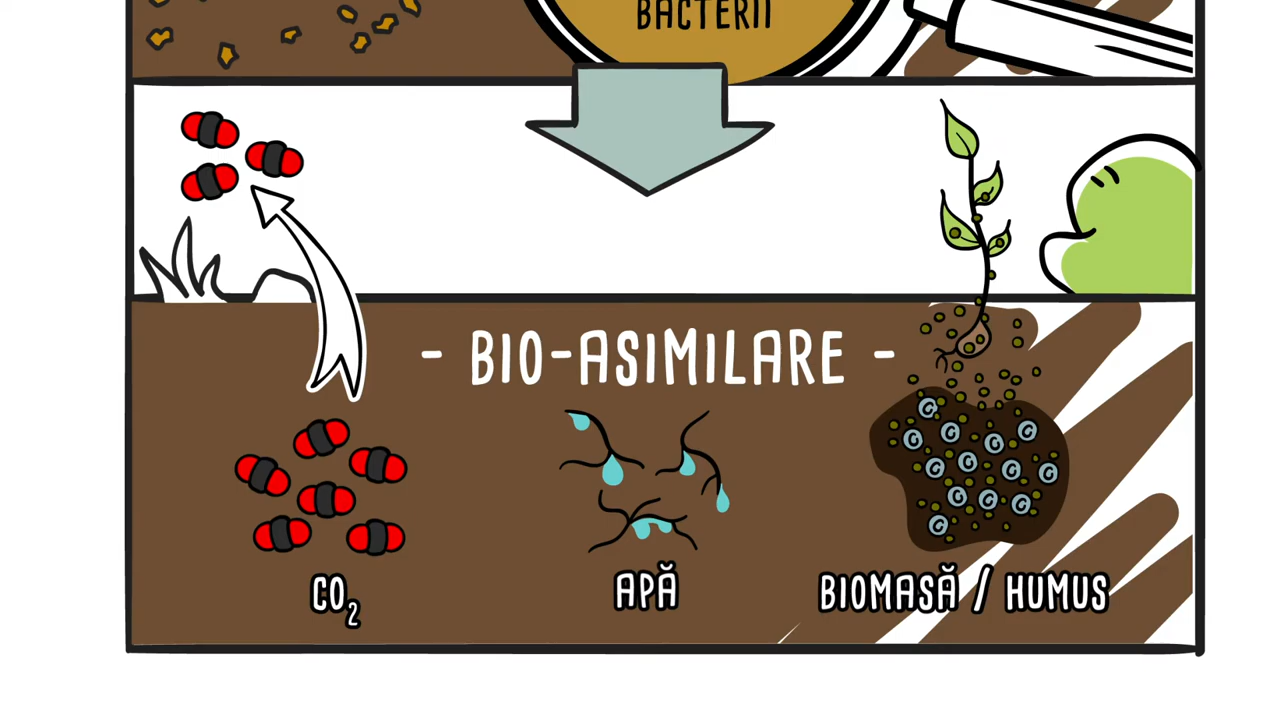 BACTERII
- BIO-ASIMILARE -
CO₂
APĂ
BIOMASĂ / HUMUS